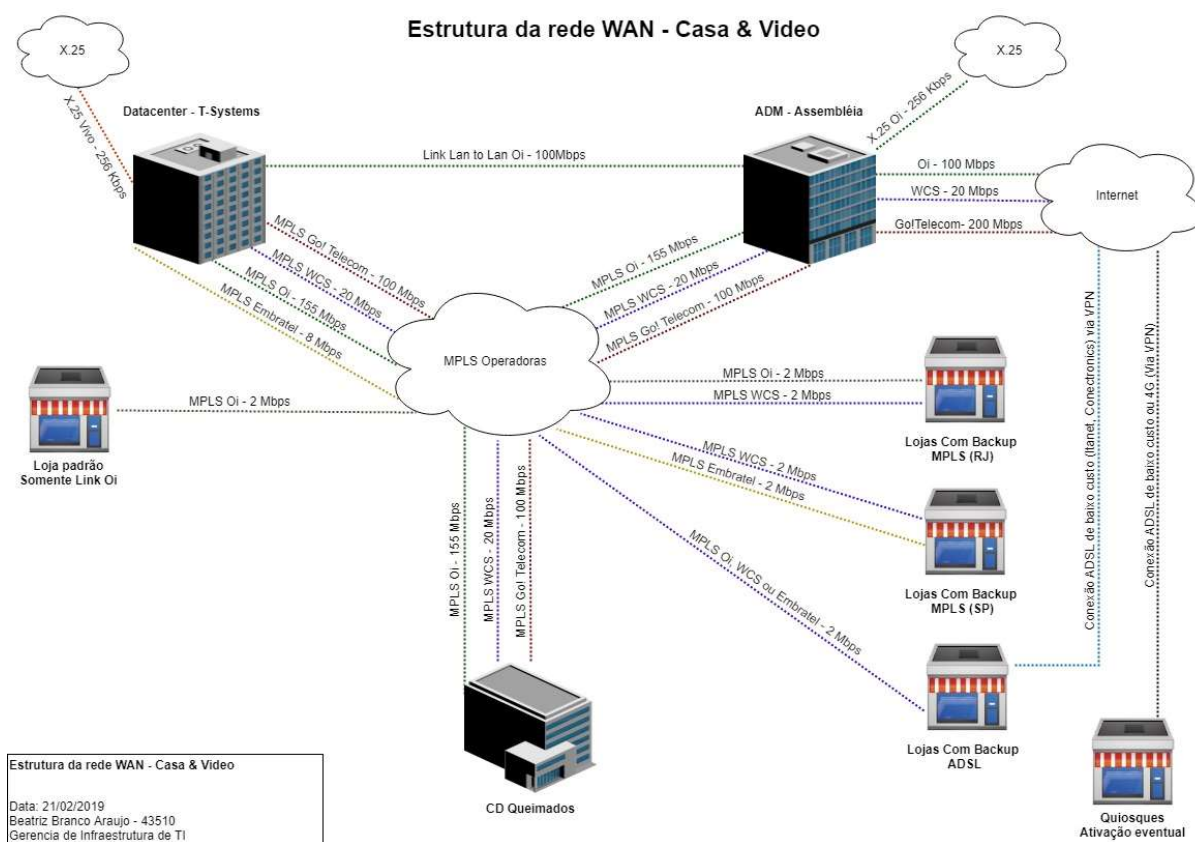 Estrutura da rede WAN - Casa & Video
X.25
X.25
Datacenter - T-Systems
ADM - Assembléia
X.25 Vivo - 256 Kbps
X.25 Oi - 256 Kbps
Link Lan to Lan Oi - 100Mbps
Oi - 100 Mbps
WCS - 20 Mbps
Go!Telecom- 200 Mbps
Internet
MPLS Go! Telecom - 100 Mbps
MPLS WCS - 20 Mbps
MPLS Oi - 155 Mbps
MPLS Embratel - 8 Mbps
MPLS Oi - 155 Mbps
MPLS WCS - 20 Mbps
MPLS Go! Telecom - 100 Mbps
MPLS Operadoras
MPLS Oi - 2 Mbps
Loja padrão
Somente Link Oi
MPLS Oi - 2 Mbps
MPLS WCS - 2 Mbps
Lojas Com Backup
MPLS (RJ)
MPLS WCS - 2 Mbps
MPLS Embratel - 2 Mbps
Lojas Com Backup
MPLS (SP)
MPLS Oi, WCS ou Embratel - 2 Mbps
Lojas Com Backup
ADSL
Conexão ADSL de baixo custo (Itanet, Conectronics) via VPN
Conexão ADSL de baixo custo ou 4G (Via VPN)
Quiosques
Ativação eventual
MPLS Oi - 155 Mbps
MPLS WCS - 20 Mbps
MPLS Go! Telecom - 100 Mbps
CD Queimados
Estrutura da rede WAN - Casa & Video
Data: 21/02/2019
Beatriz Branco Araujo - 43510
Gerencia de Infraestrutura de TI